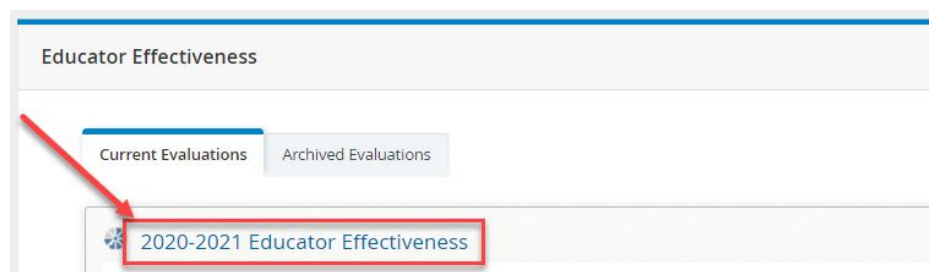 Educator Effectiveness
Current Evaluations Archived Evaluations
2020-2021 Educator Effectiveness